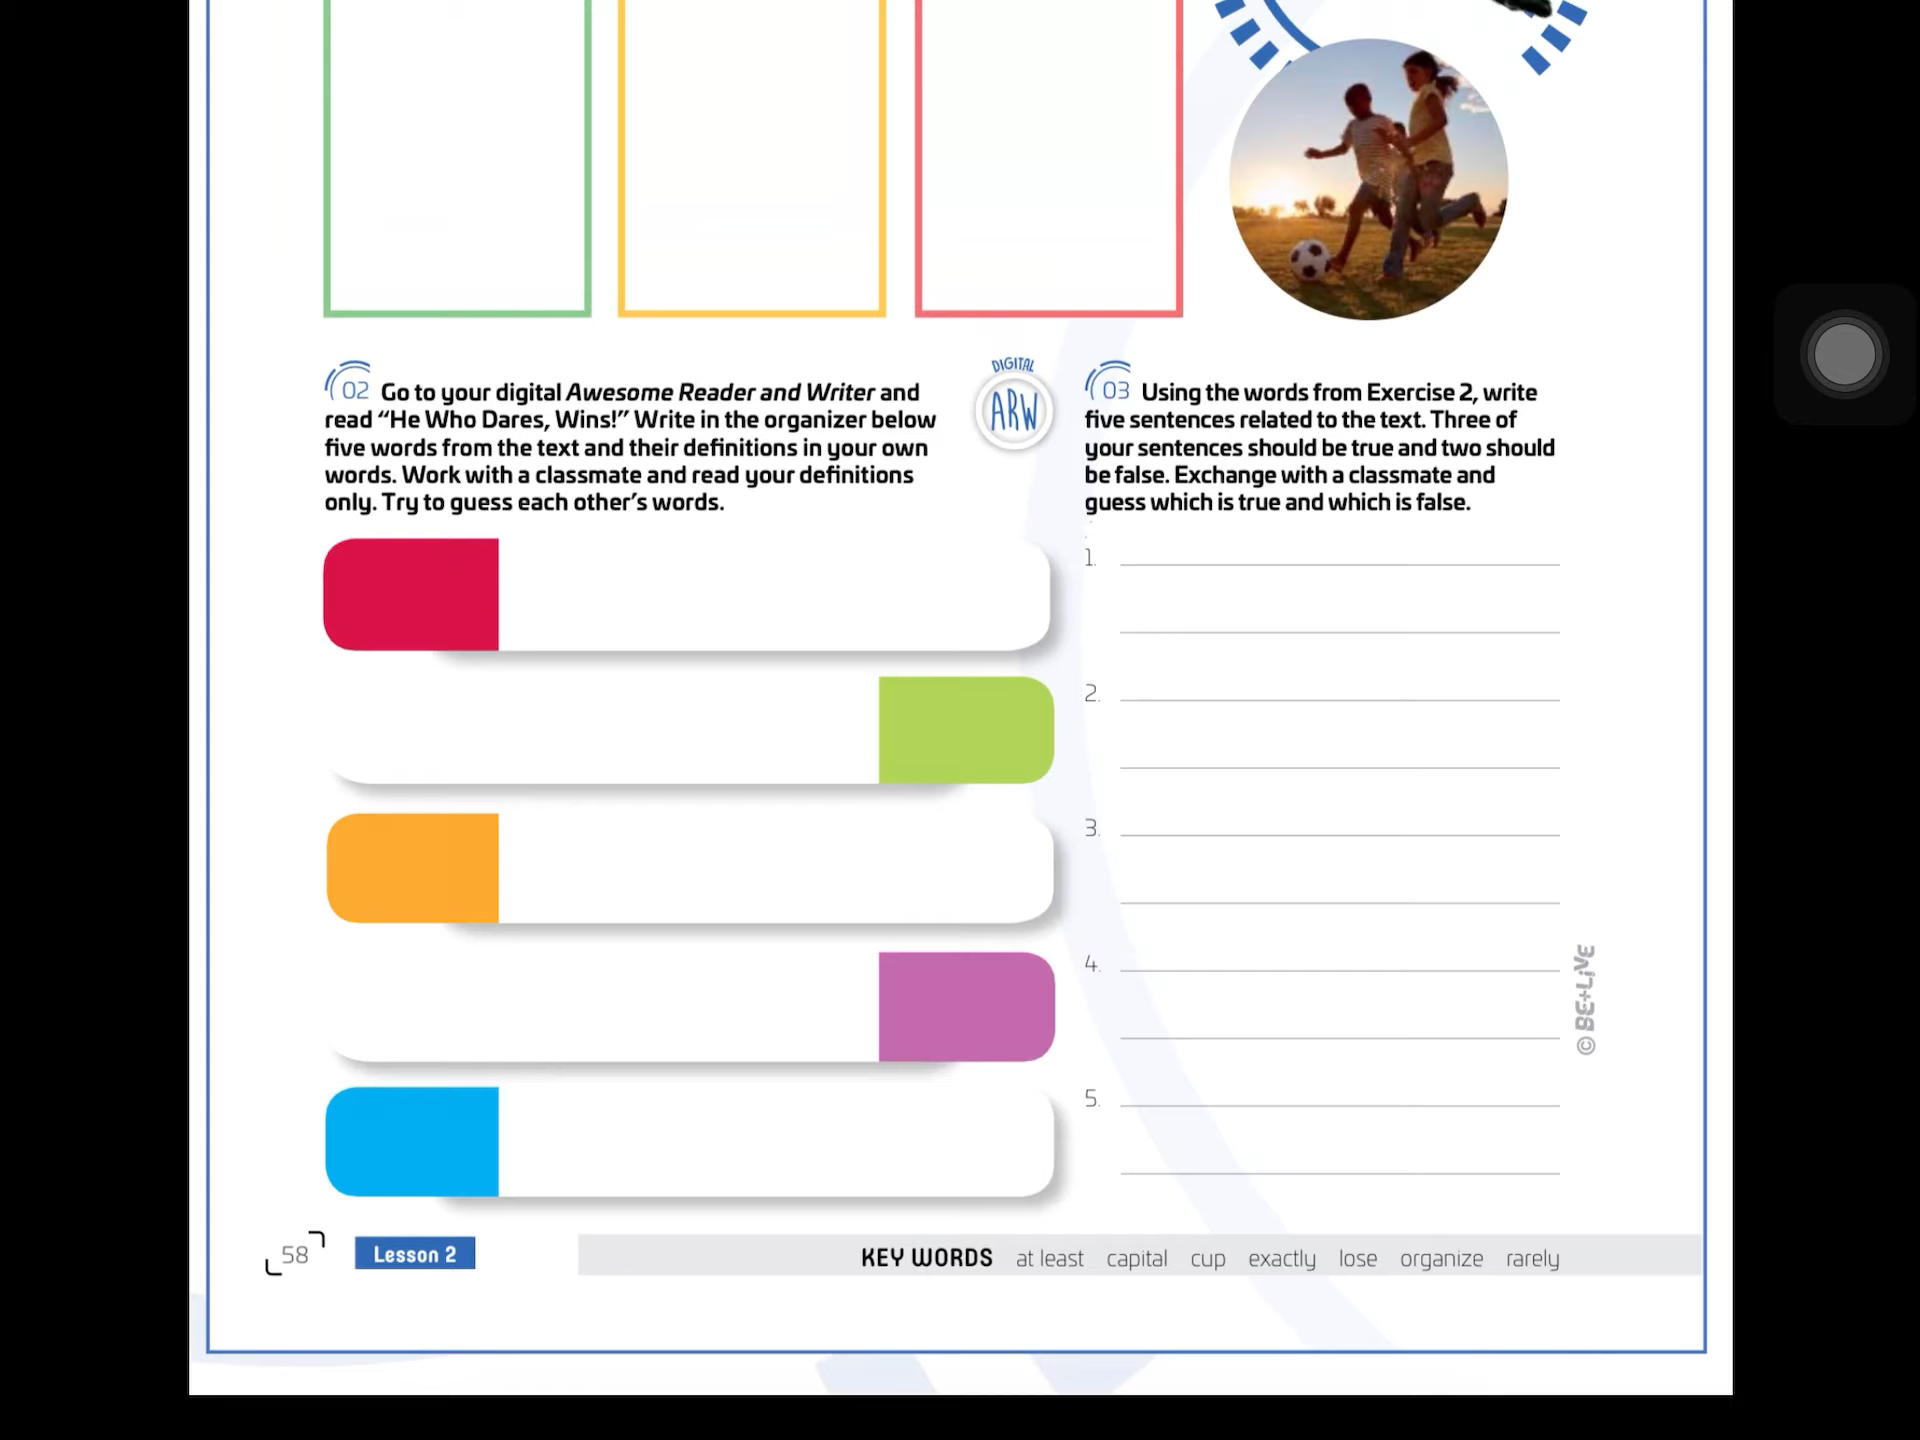 02 Go to your digital Awesome Reader and Writer and
read “He Who Dares, Wins!” Write in the organizer below
five words from the text and their definitions in your own
words. Work with a classmate and read your definitions
only. Try to guess each other’s words.
DIGITAL
ARW
03 Using the words from Exercise 2, write
five sentences related to the text. Three of
your sentences should be true and two should
be false. Exchange with a classmate and
guess which is true and which is false.
1.
2.
3.
4.
5.
© BE+LiVE
58
Lesson 2
KEY WORDS at least capital cup exactly lose organize rarely